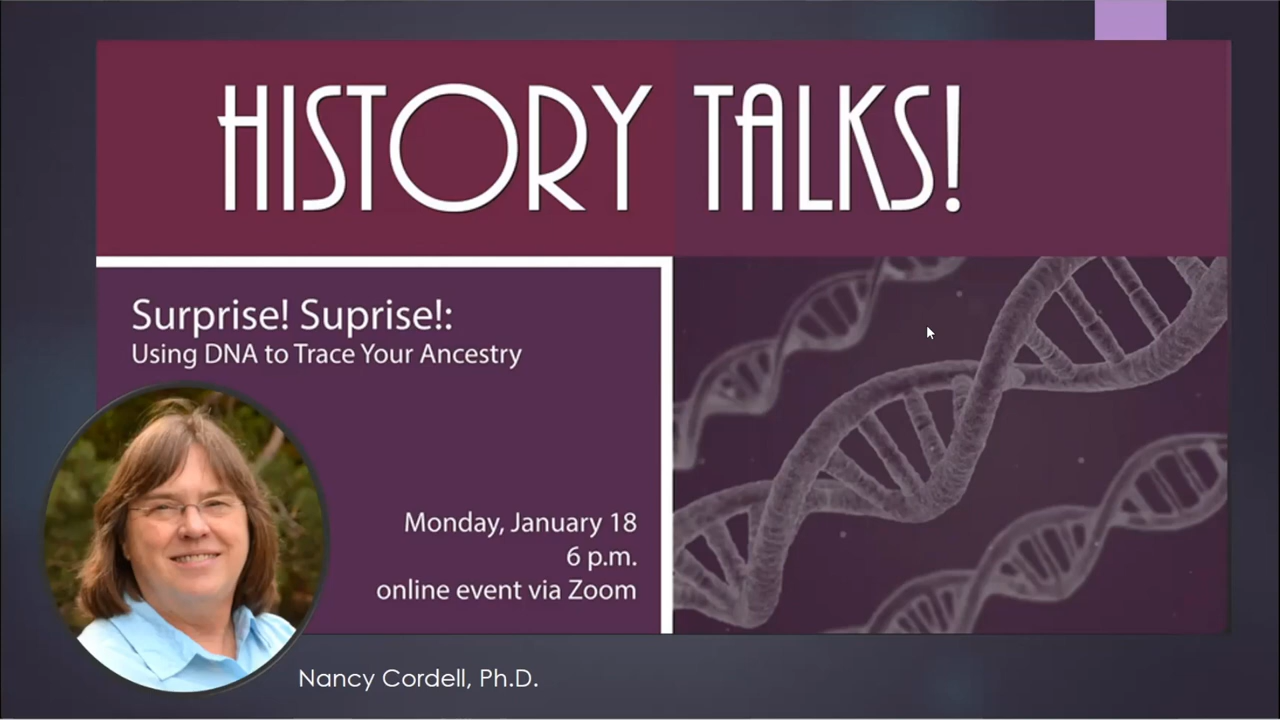 HISTORY TALKS!
Surprise! Suprise!:
Using DNA to Trace Your Ancestry
Monday, January 18
6 p.m.
online event via Zoom
Nancy Cordell, Ph.D.